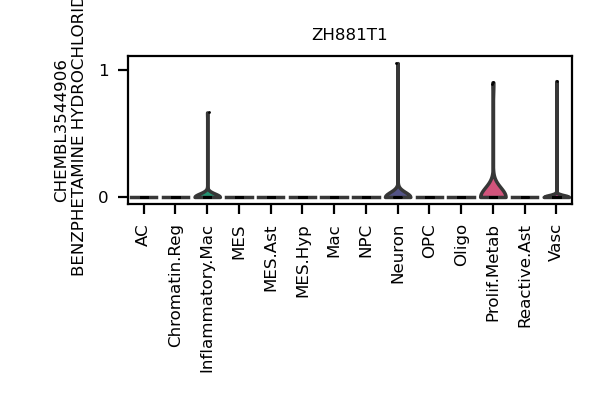 ZH881T1
CHEMBL3544906
BENZPHETAMINE HYDROCHLORID
1
0
AC
Chromatin.Reg
Inflammatory.Mac
MES
MES.Ast
MES.Hyp
Mac
NPC
Neuron
OPC
Oligo
Prolif.Metab
Reactive.Ast
Vasc